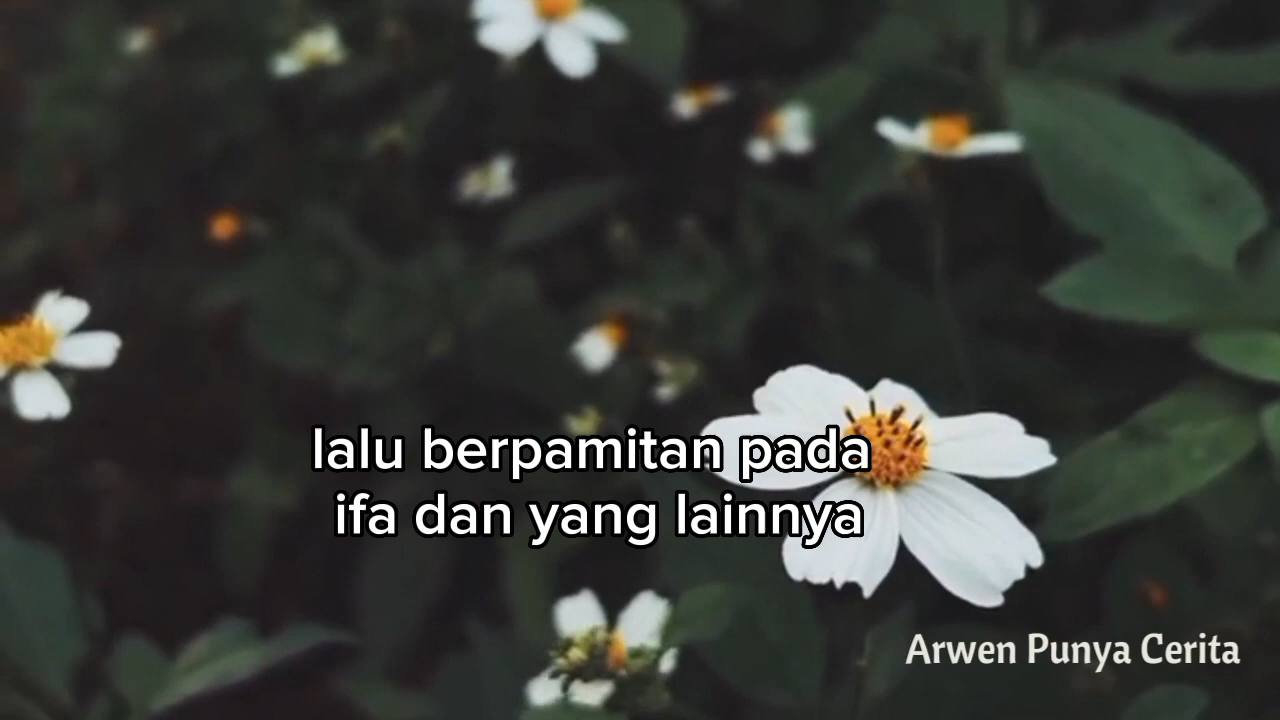 lalu berpamitan pada
ifa dan yang lainnya
Arwen Punya Cerita